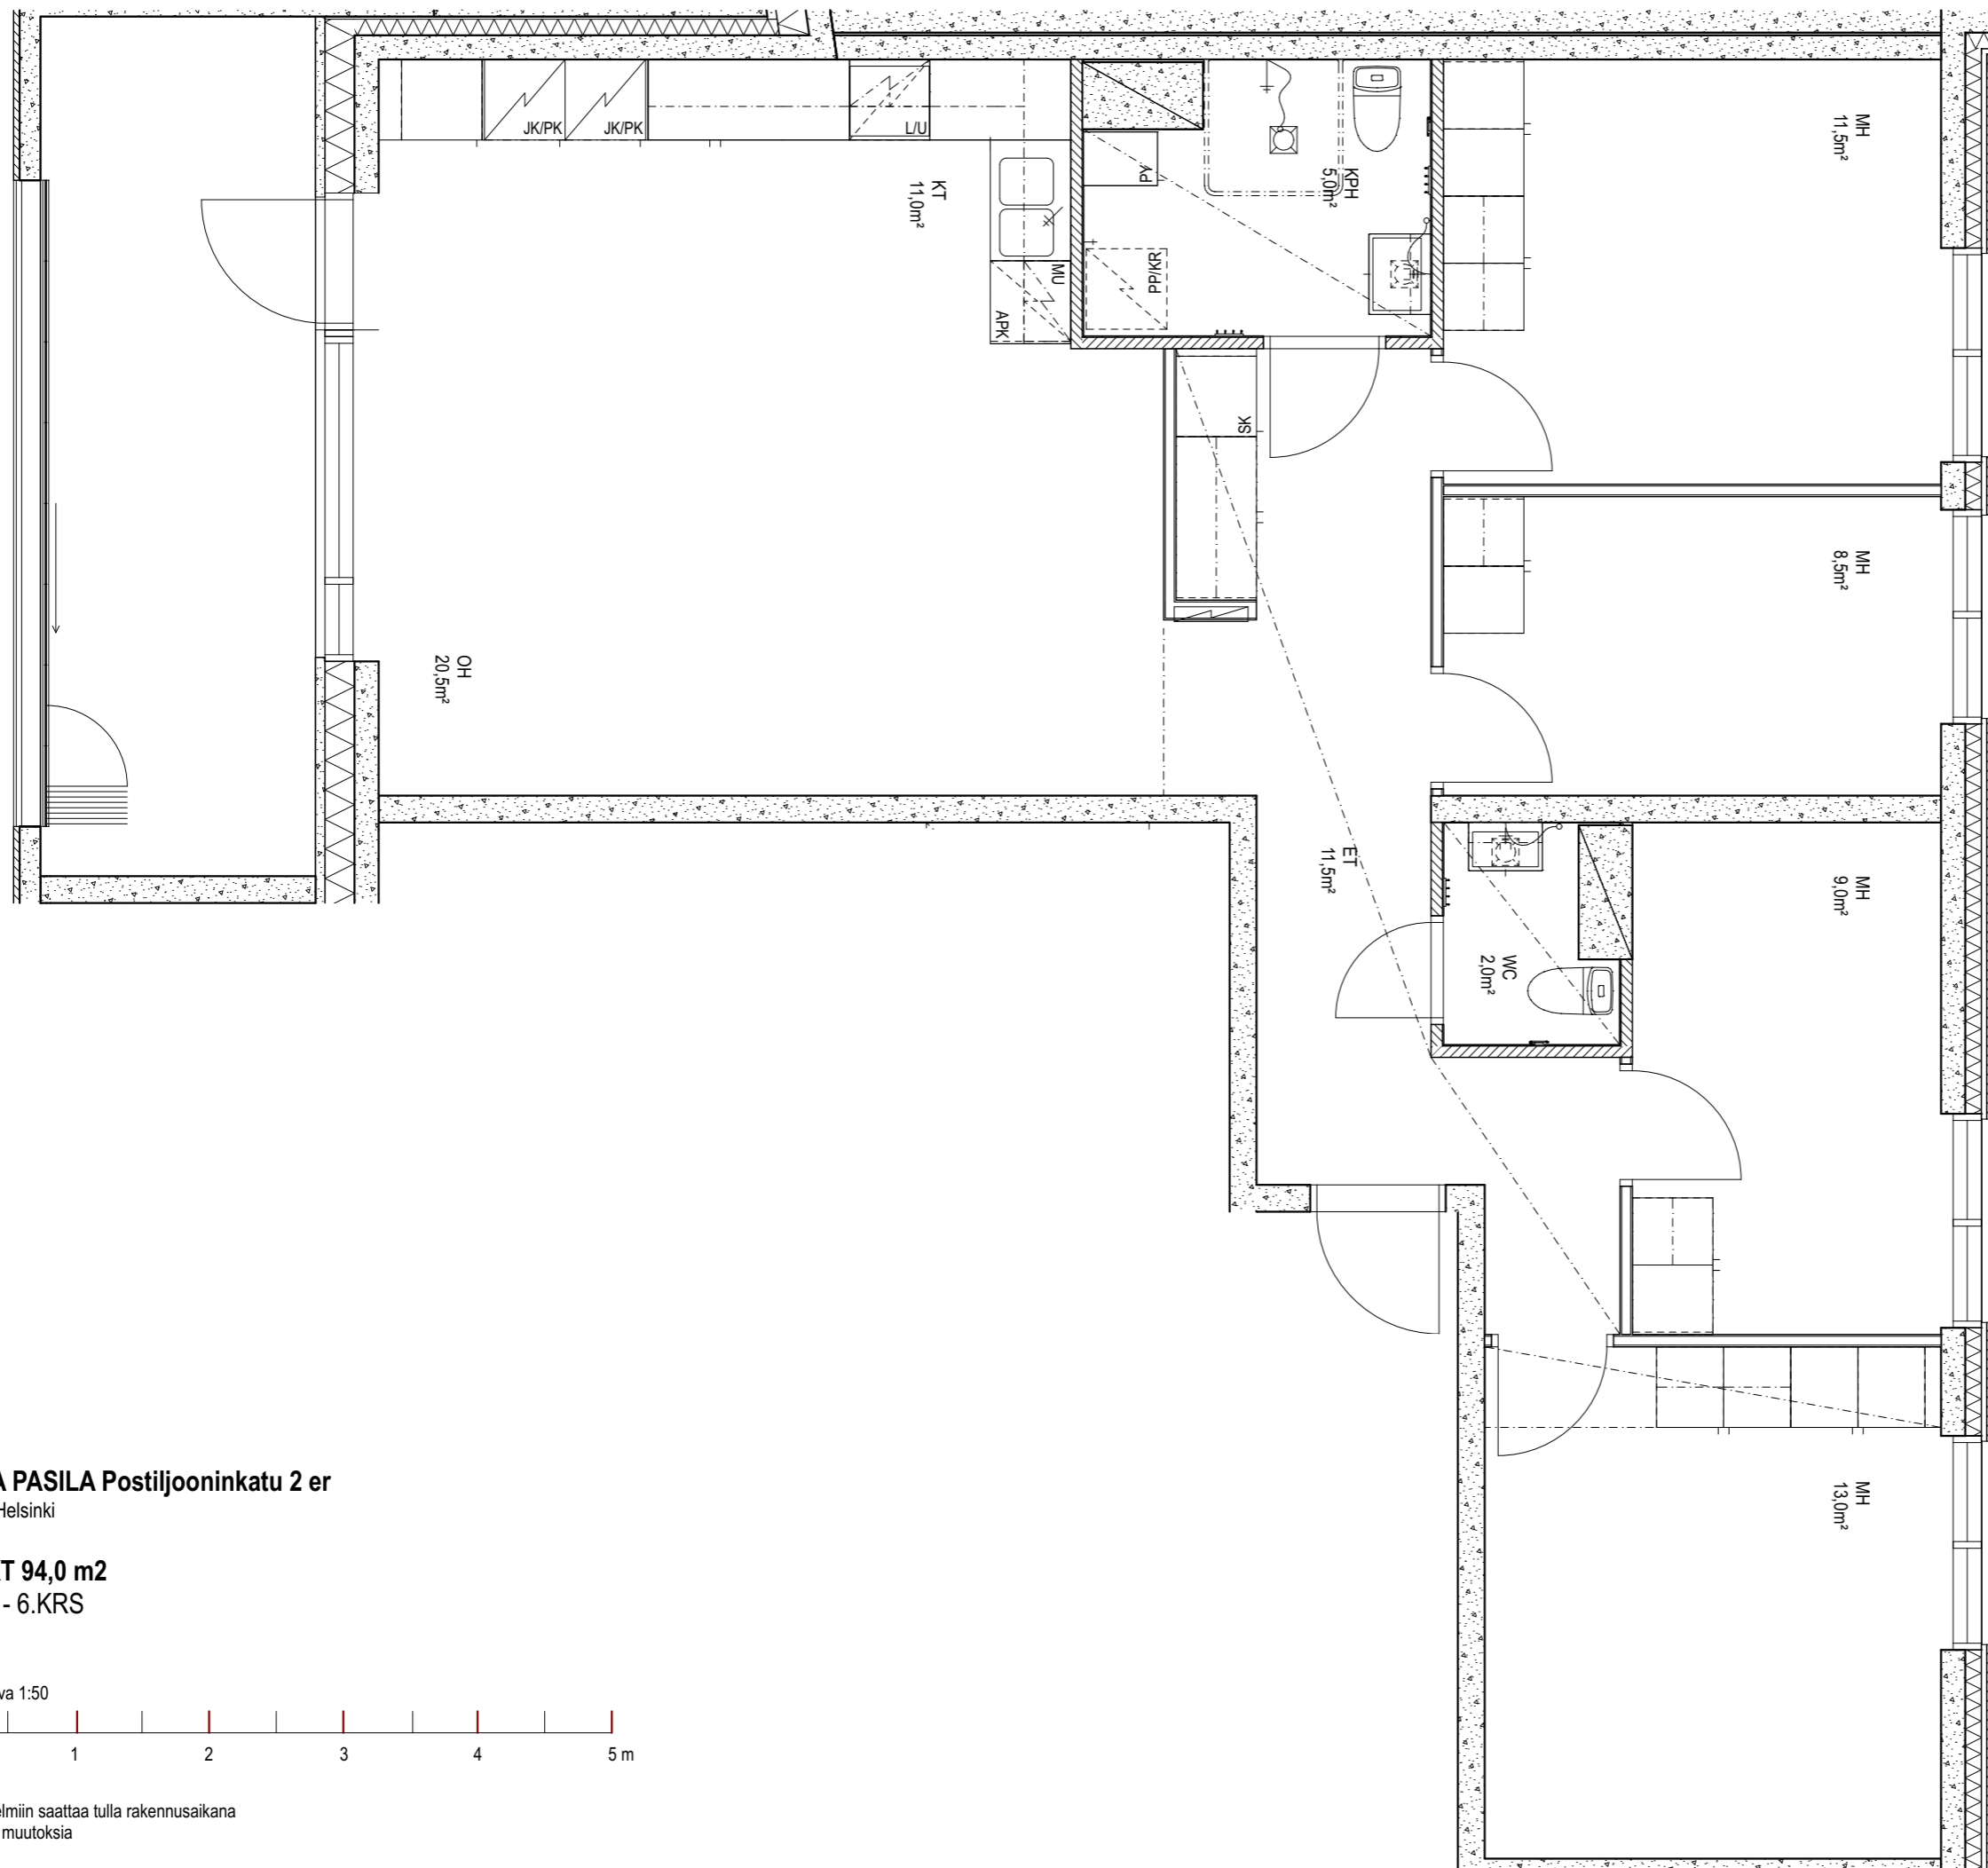 JK/PK
JK/PK
L/U
KT
11,0m²
MU
APK
PY
KPH
5,0m²
PP/KR
SK
MH
11,5m²
MH
8,5m²
OH
20,5m²
ET
11,5m²
WC
2,0m²
MH
9,0m²
MH
13,0m²
A PASILA Postiljooninkatu 2 er
Helsinki
T 94,0 m2
- 6.KRS
va 1:50
1 2 3 4 5 m
elmiin saattaa tulla rakennusaikana
muutoksia